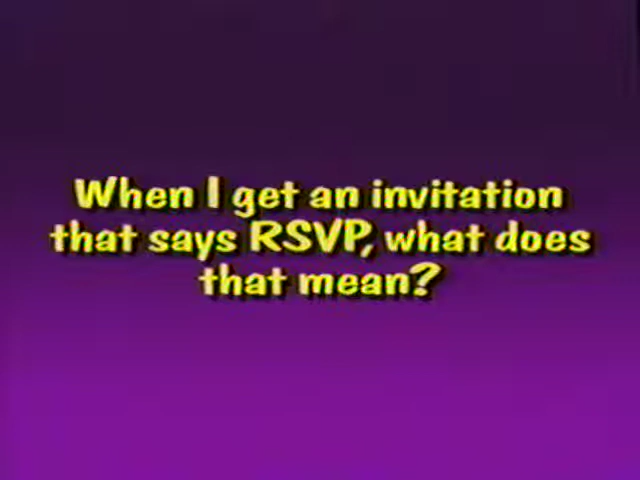 When I get an invitation
that says RSVP, what does
that mean?